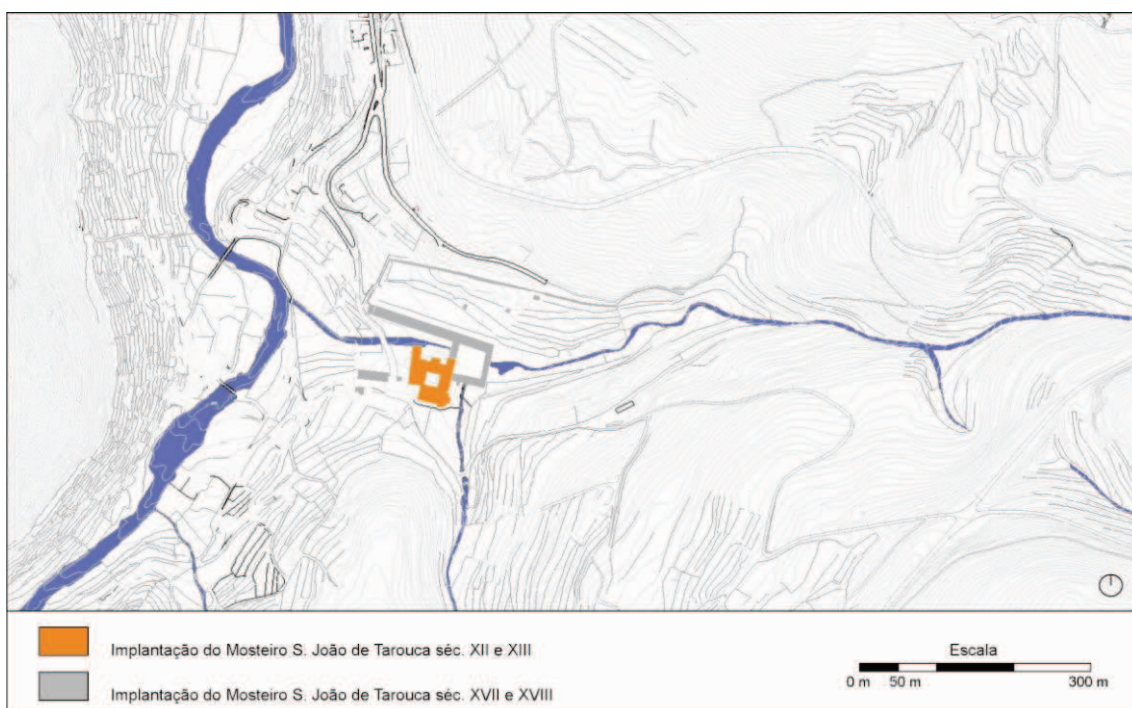 Implantação do Mosteiro S. João de Tarouca séc. XII e XIII
Implantação do Mosteiro S. João de Tarouca séc. XVII e XVIII
Escala
0 m 50 m 300 m